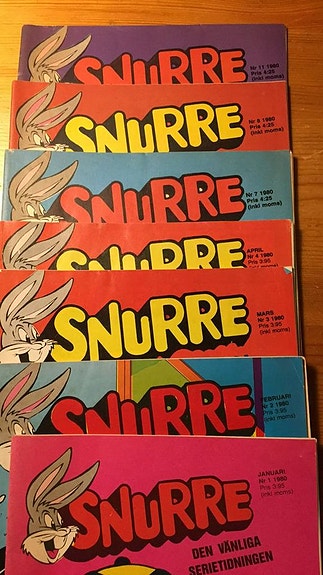 SNURRE
Nr 11 1980
Pris 4:25
(inkl moms)
SNURRE
Nr 8 1980
Pris 4:25
(inkl moms)
SNURRE
Nr 7 1980
Pris 4:25
(inkl moms)
SNURRE
APRIL
Nr 4 1980
Pris 3:95
(inkl moms)
SNURRE
MARS
Nr 3 1980
Pris 3:95
(inkl moms)
SNURRE
FEBRUARI
Nr 2 1980
Pris 3:95
(inkl moms)
SNURRE
JANUARI
Nr 1 1980
Pris 3:95
(inkl moms)
DEN VÄNLIGA
SERIETIDNINGEN